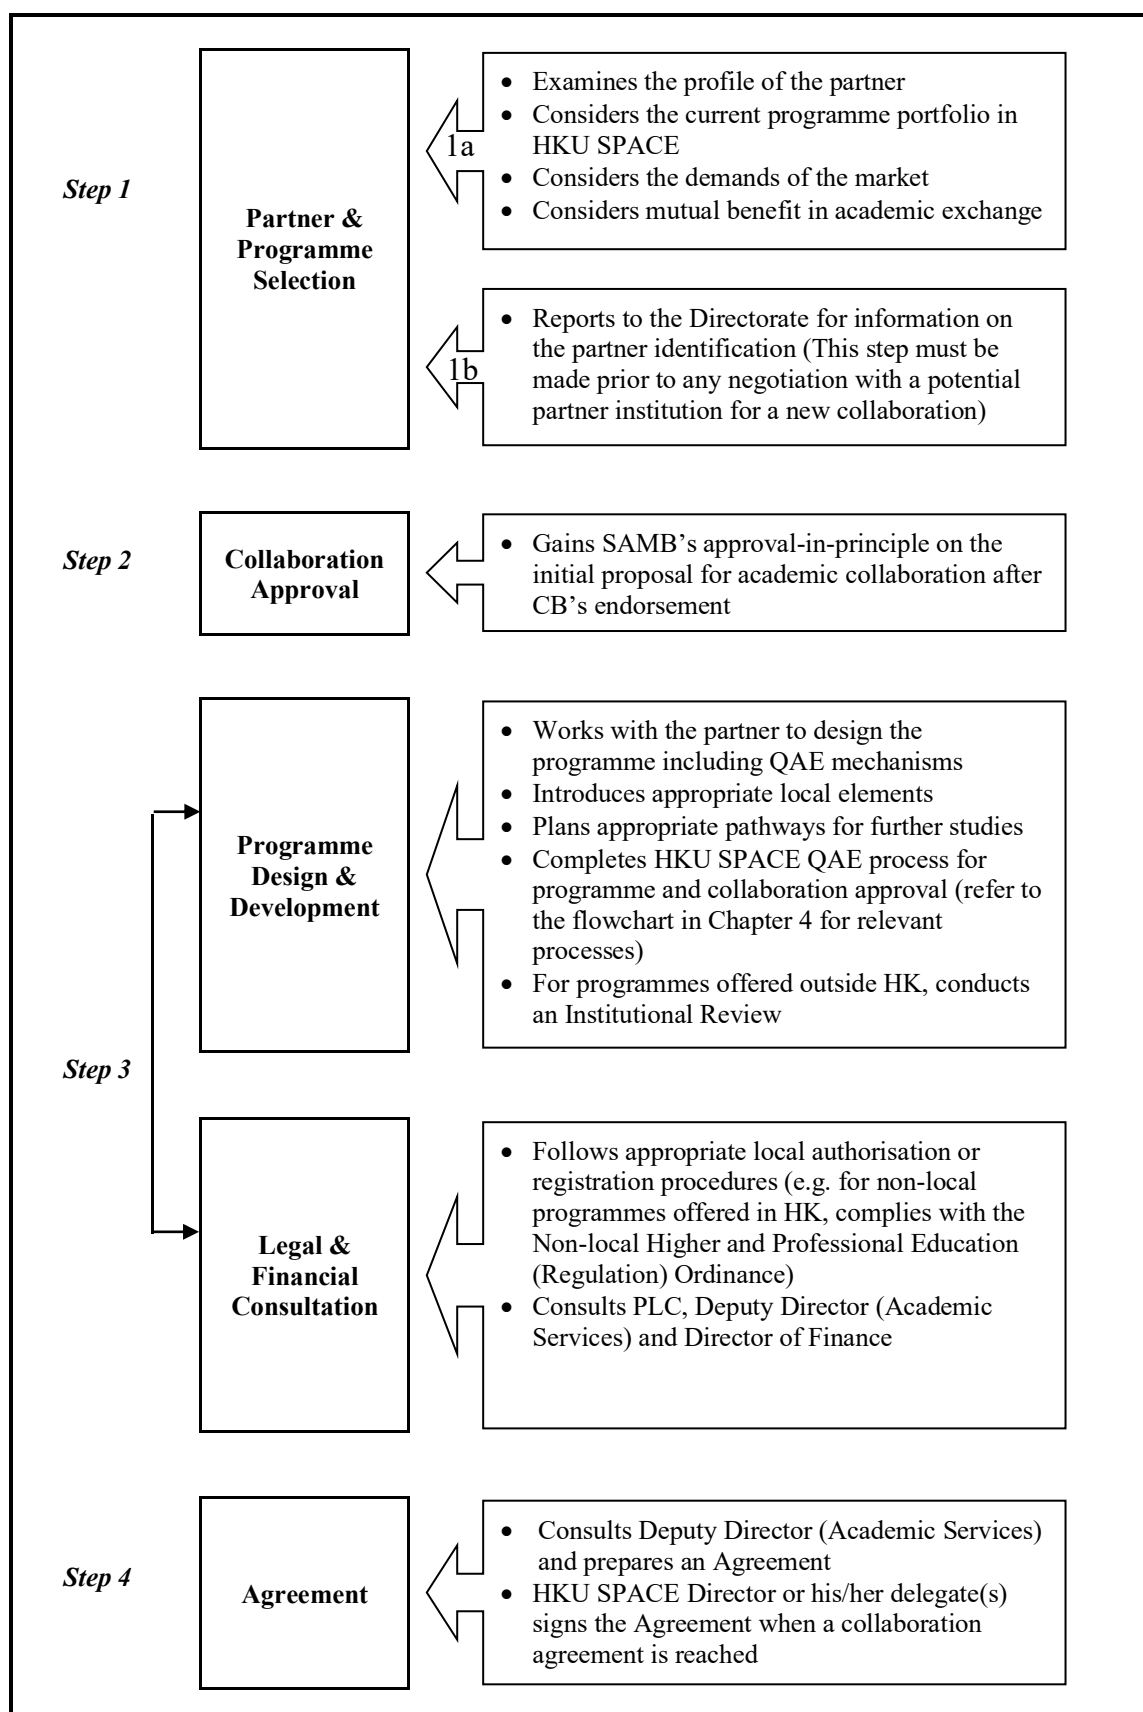 Step 1
Partner &
Programme
Selection
1a
• Examines the profile of the partner
• Considers the current programme portfolio in
HKU SPACE
• Considers the demands of the market
• Considers mutual benefit in academic exchange
1b
• Reports to the Directorate for information on
the partner identification (This step must be
made prior to any negotiation with a potential
partner institution for a new collaboration)
Step 2
Collaboration
Approval
• Gains SAMB’s approval-in-principle on the
initial proposal for academic collaboration after
CB’s endorsement
Step 3
Programme
Design &
Development
• Works with the partner to design the
programme including QAE mechanisms
• Introduces appropriate local elements
• Plans appropriate pathways for further studies
• Completes HKU SPACE QAE process for
programme and collaboration approval (refer to
the flowchart in Chapter 4 for relevant
processes)
• For programmes offered outside HK, conducts
an Institutional Review
Legal &
Financial
Consultation
• Follows appropriate local authorisation or
registration procedures (e.g. for non-local
programmes offered in HK, complies with the
Non-local Higher and Professional Education
(Regulation) Ordinance)
• Consults PLC, Deputy Director (Academic
Services) and Director of Finance
Step 4
Agreement
• Consults Deputy Director (Academic Services)
and prepares an Agreement
• HKU SPACE Director or his/her delegate(s)
signs the Agreement when a collaboration
agreement is reached